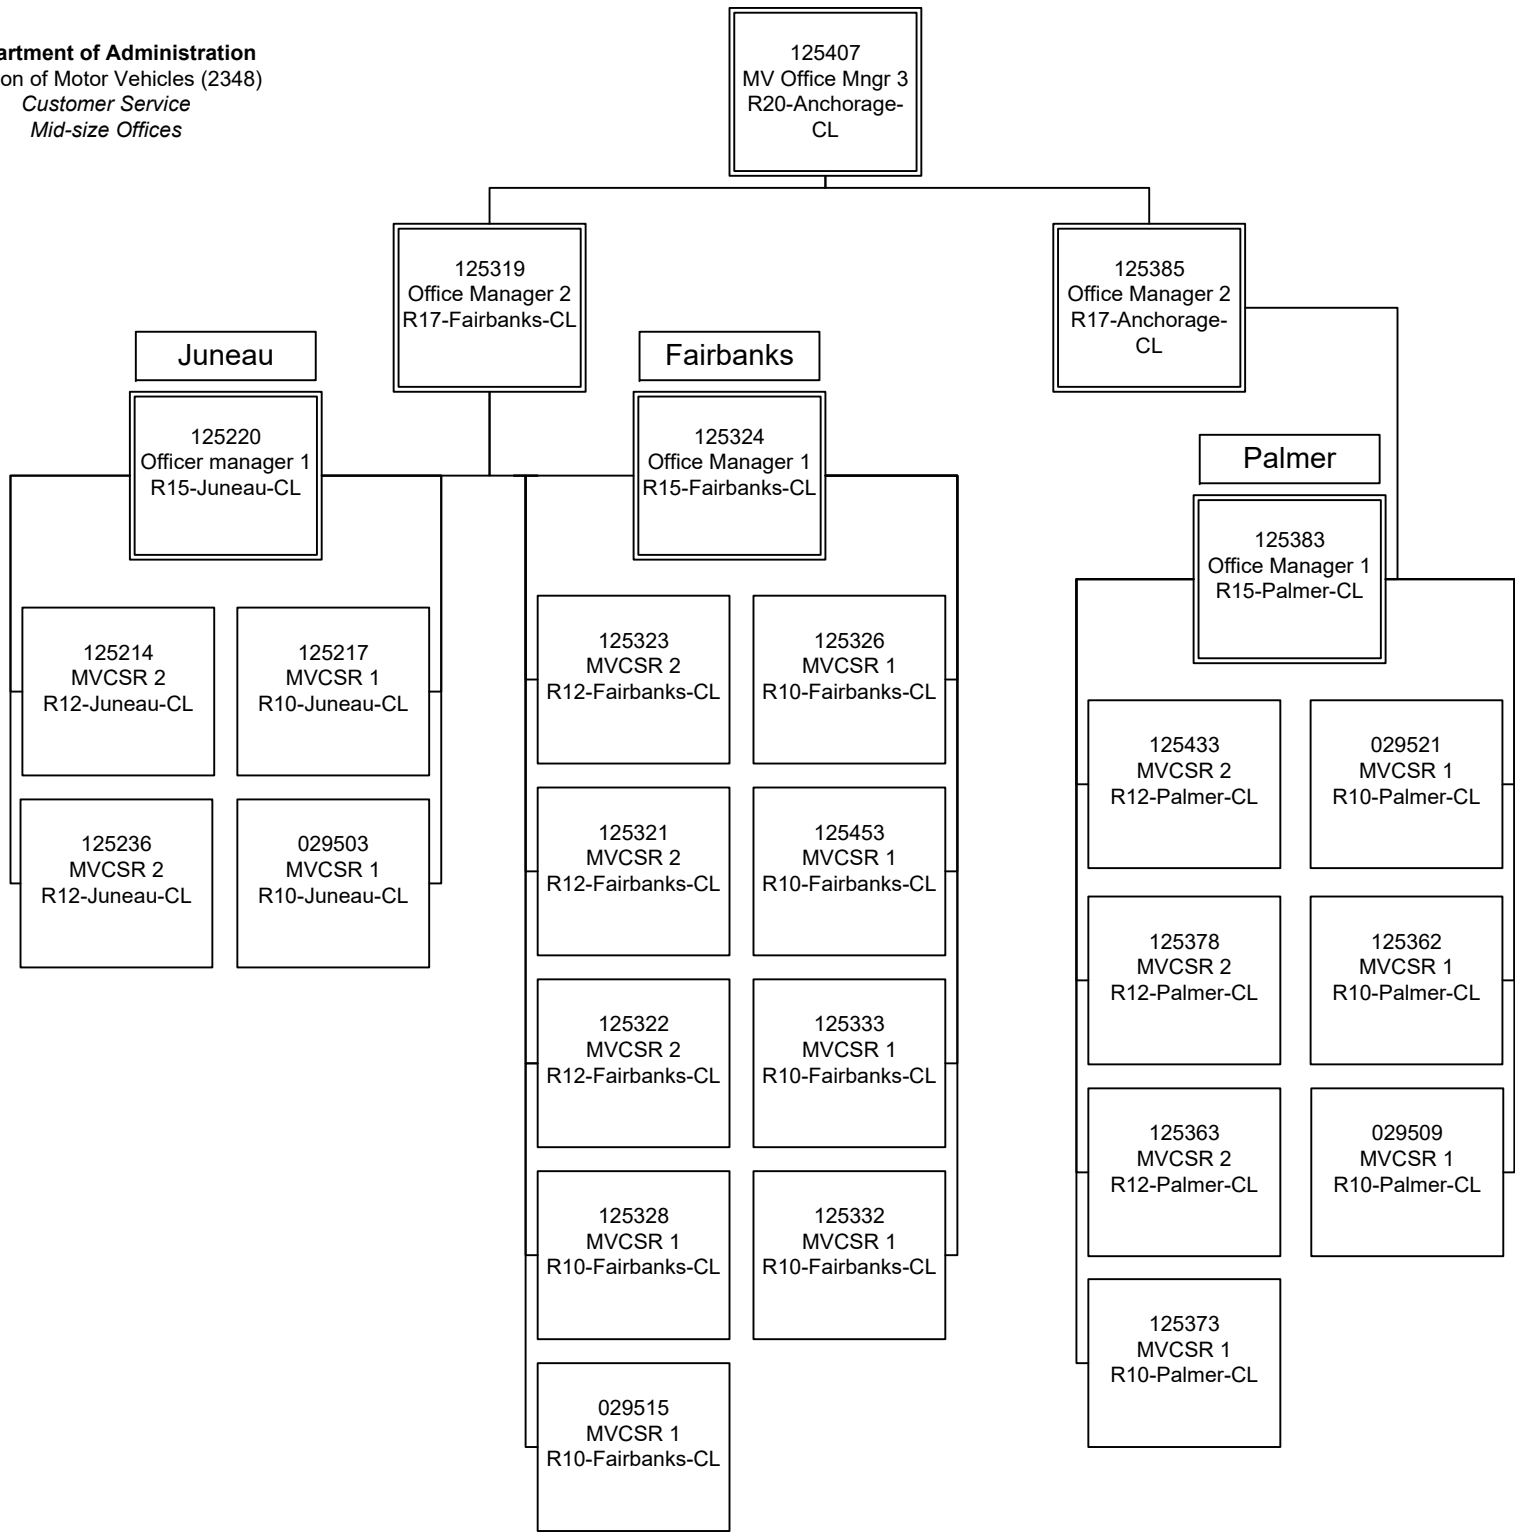 artment of Administration
on of Motor Vehicles (2348)
Customer Service
Mid-size Offices
125407
MV Office Mngr 3
R20-Anchorage-
CL
125319
Office Manager 2
R17-Fairbanks-CL
125385
Office Manager 2
R17-Anchorage-
CL
Juneau
125220
Officer manager 1
R15-Juneau-CL
125214
MVCSR 2
R12-Juneau-CL
125217
MVCSR 1
R10-Juneau-CL
125236
MVCSR 2
R12-Juneau-CL
029503
MVCSR 1
R10-Juneau-CL
Fairbanks
125324
Office Manager 1
R15-Fairbanks-CL
125323
MVCSR 2
R12-Fairbanks-CL
125326
MVCSR 1
R10-Fairbanks-CL
125321
MVCSR 2
R12-Fairbanks-CL
125453
MVCSR 1
R10-Fairbanks-CL
125322
MVCSR 2
R12-Fairbanks-CL
125333
MVCSR 1
R10-Fairbanks-CL
125328
MVCSR 1
R10-Fairbanks-CL
125332
MVCSR 1
R10-Fairbanks-CL
029515
MVCSR 1
R10-Fairbanks-CL
Palmer
125383
Office Manager 1
R15-Palmer-CL
125433
MVCSR 2
R12-Palmer-CL
029521
MVCSR 1
R10-Palmer-CL
125378
MVCSR 2
R12-Palmer-CL
125362
MVCSR 1
R10-Palmer-CL
125363
MVCSR 2
R12-Palmer-CL
029509
MVCSR 1
R10-Palmer-CL
125373
MVCSR 1
R10-Palmer-CL